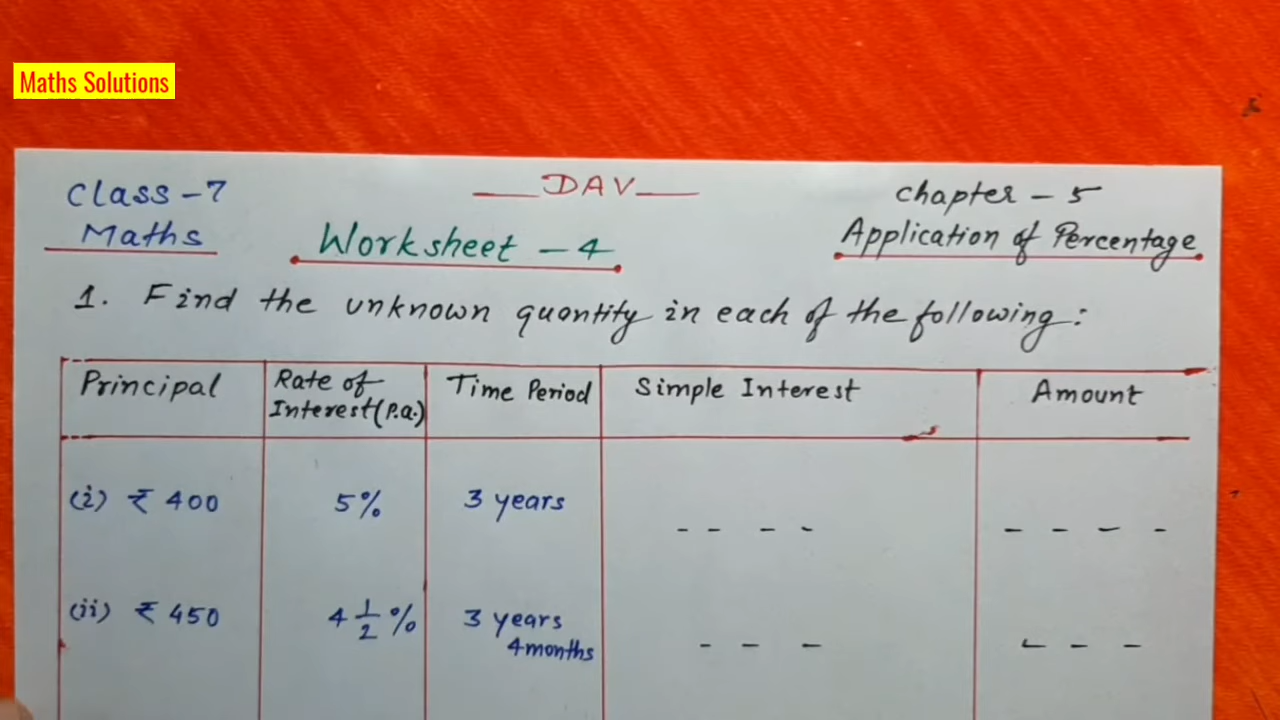 Maths Solutions
Class - 7
Maths
DAV
Worksheet - 4
Chapter - 5
Application of Percentage
1. Find the unknown quantity in each of the following:
Principal
Rate of
Interest (P.a.)
Time Period
Simple Interest
Amount
(i) ₹ 400
5%
3 years
- - - -
- - - -
(ii) ₹ 450
4 1/2 %
3 years
4 months
- - -
- - -